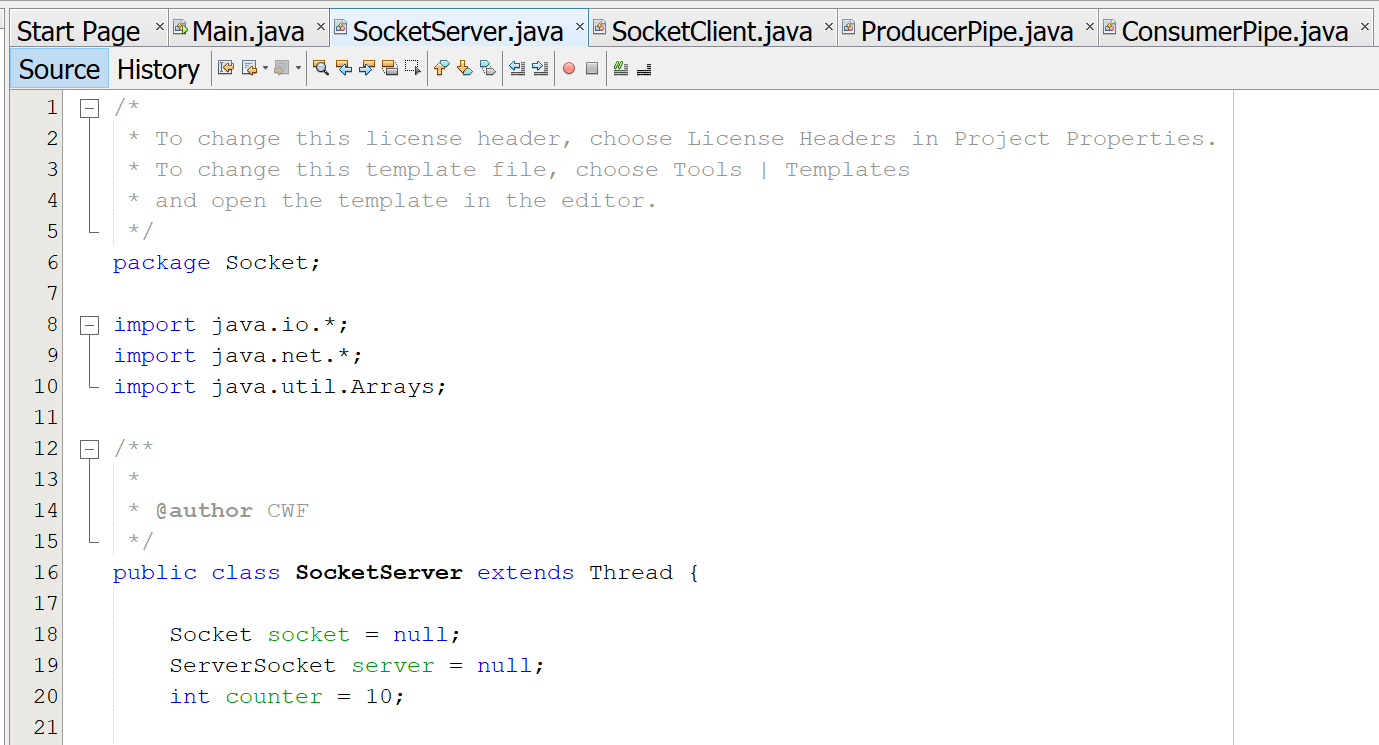 Start Page × Main.java × SocketServer.java × SocketClient.java × ProducerPipe.java × ConsumerPipe.java ×
Source History
1 /*
2 * To change this license header, choose License Headers in Project Properties.
3 * To change this template file, choose Tools | Templates
4 * and open the template in the editor.
5 */
6 package Socket;
7
8 import java.io.*;
9 import java.net.*;
10 import java.util.Arrays;
11
12 /**
13 *
14 * @author CWF
15 */
16 public class SocketServer extends Thread {
17
18 Socket socket = null;
19 ServerSocket server = null;
20 int counter = 10;
21